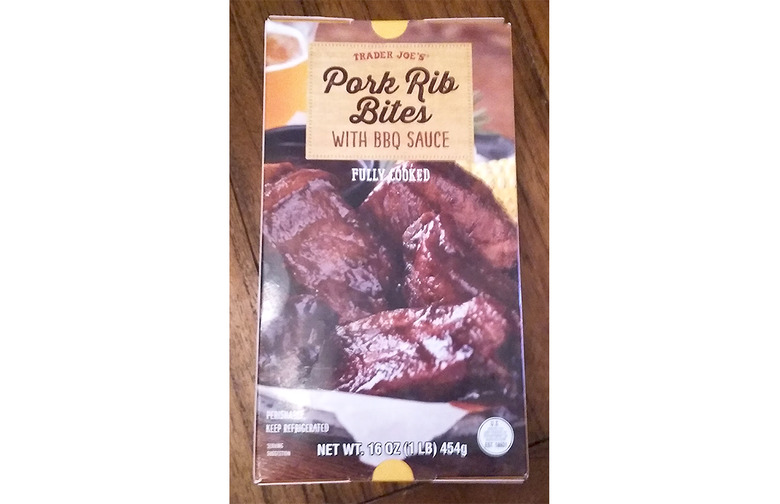 TRADER JOE'S
Pork Rib
Bites
WITH BBQ SAUCE
FULLY COOKED
PERISHABLE
KEEP REFRIGERATED
SERVING
SUGGESTION
NET WT. 16 OZ (1 LB) 454g
U.S.